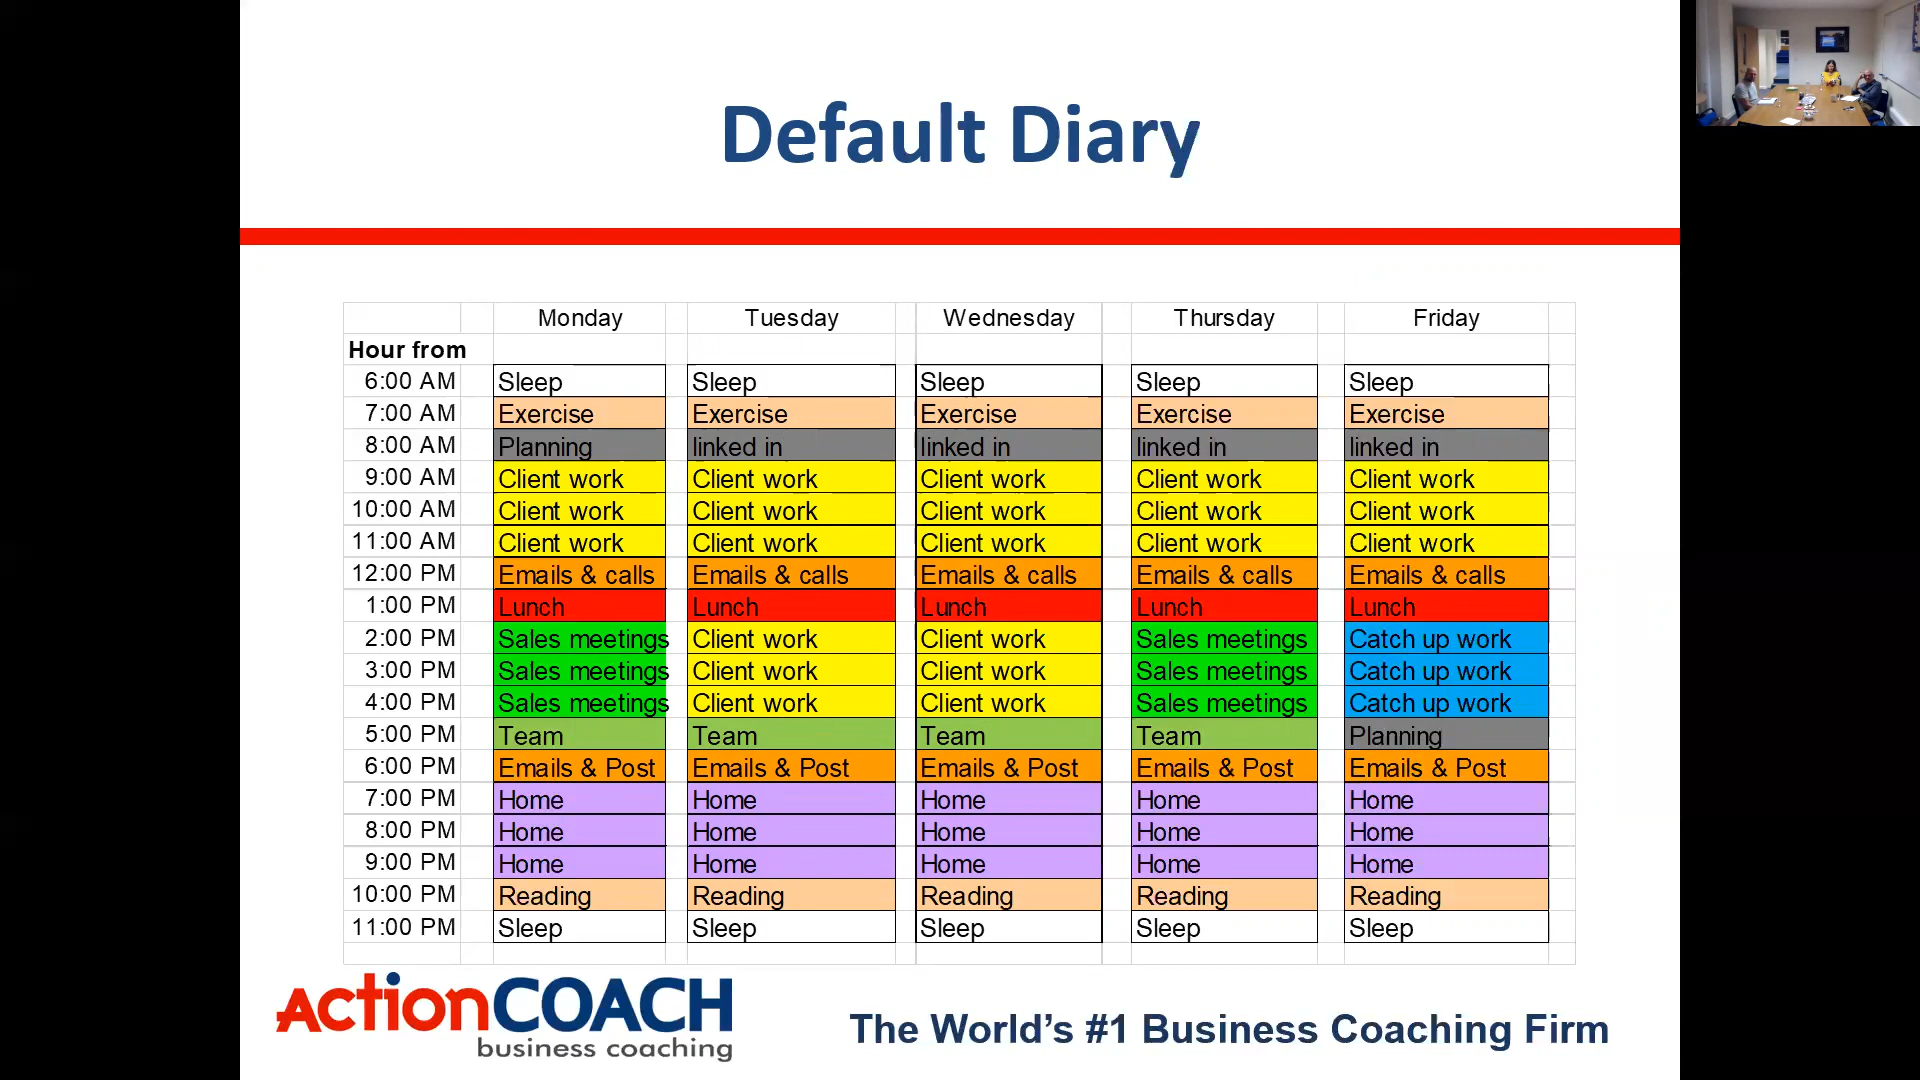 Default Diary
Monday Tuesday Wednesday Thursday Friday
Hour from
6:00 AM Sleep Sleep Sleep Sleep Sleep
7:00 AM Exercise Exercise Exercise Exercise Exercise
8:00 AM Planning linked in linked in linked in linked in
9:00 AM Client work Client work Client work Client work Client work
10:00 AM Client work Client work Client work Client work Client work
11:00 AM Client work Client work Client work Client work Client work
12:00 PM Emails & calls Emails & calls Emails & calls Emails & calls Emails & calls
1:00 PM Lunch Lunch Lunch Lunch Lunch
2:00 PM Sales meetings Client work Client work Sales meetings Catch up work
3:00 PM Sales meetings Client work Client work Sales meetings Catch up work
4:00 PM Sales meetings Client work Client work Sales meetings Catch up work
5:00 PM Team Team Team Team Planning
6:00 PM Emails & Post Emails & Post Emails & Post Emails & Post Emails & Post
7:00 PM Home Home Home Home Home
8:00 PM Home Home Home Home Home
9:00 PM Home Home Home Home Home
10:00 PM Reading Reading Reading Reading Reading
11:00 PM Sleep Sleep Sleep Sleep Sleep
actionCOACH
business coaching
The World's #1 Business Coaching Firm